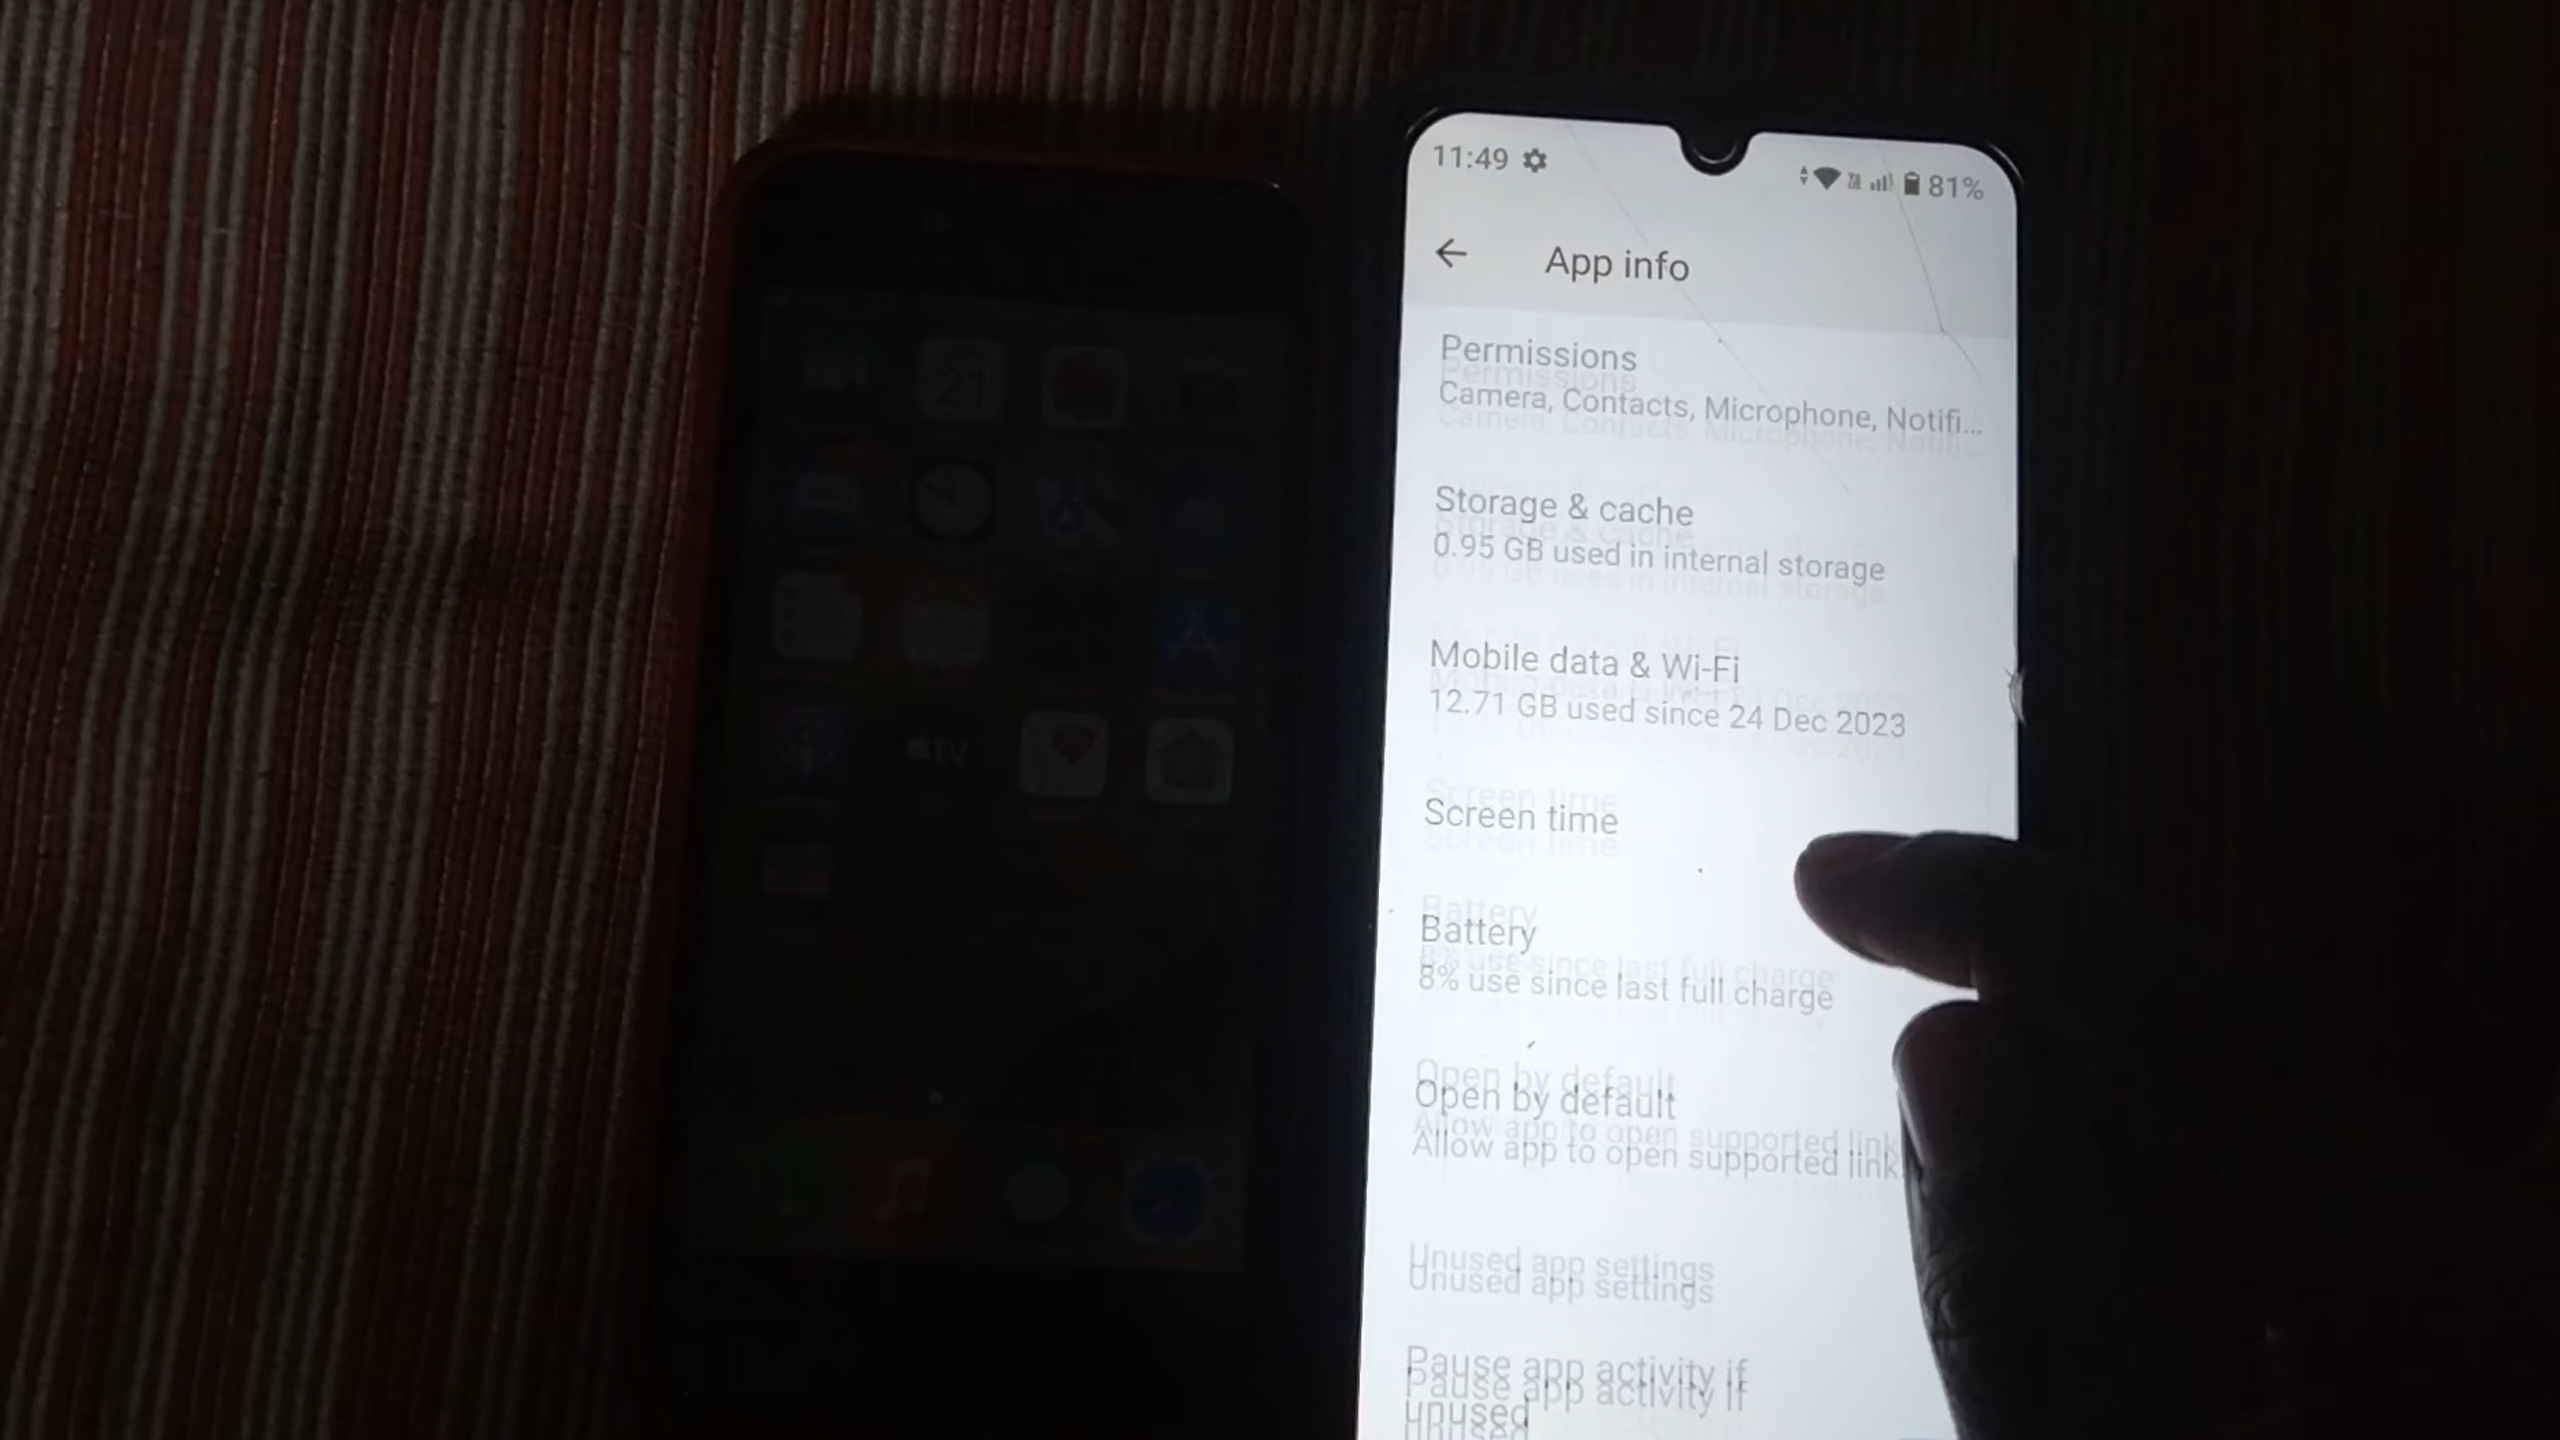 11:49
81%
App info
Permissions
Camera, Contacts, Microphone, Notifi...
Storage & cache
0.95 GB used in internal storage
Mobile data & Wi-Fi
12.71 GB used since 24 Dec 2023
Screen time
Battery
8% use since last full charge
Open by default
Allow app to open supported link
Unused app settings
Pause app activity if
unused
21
tv